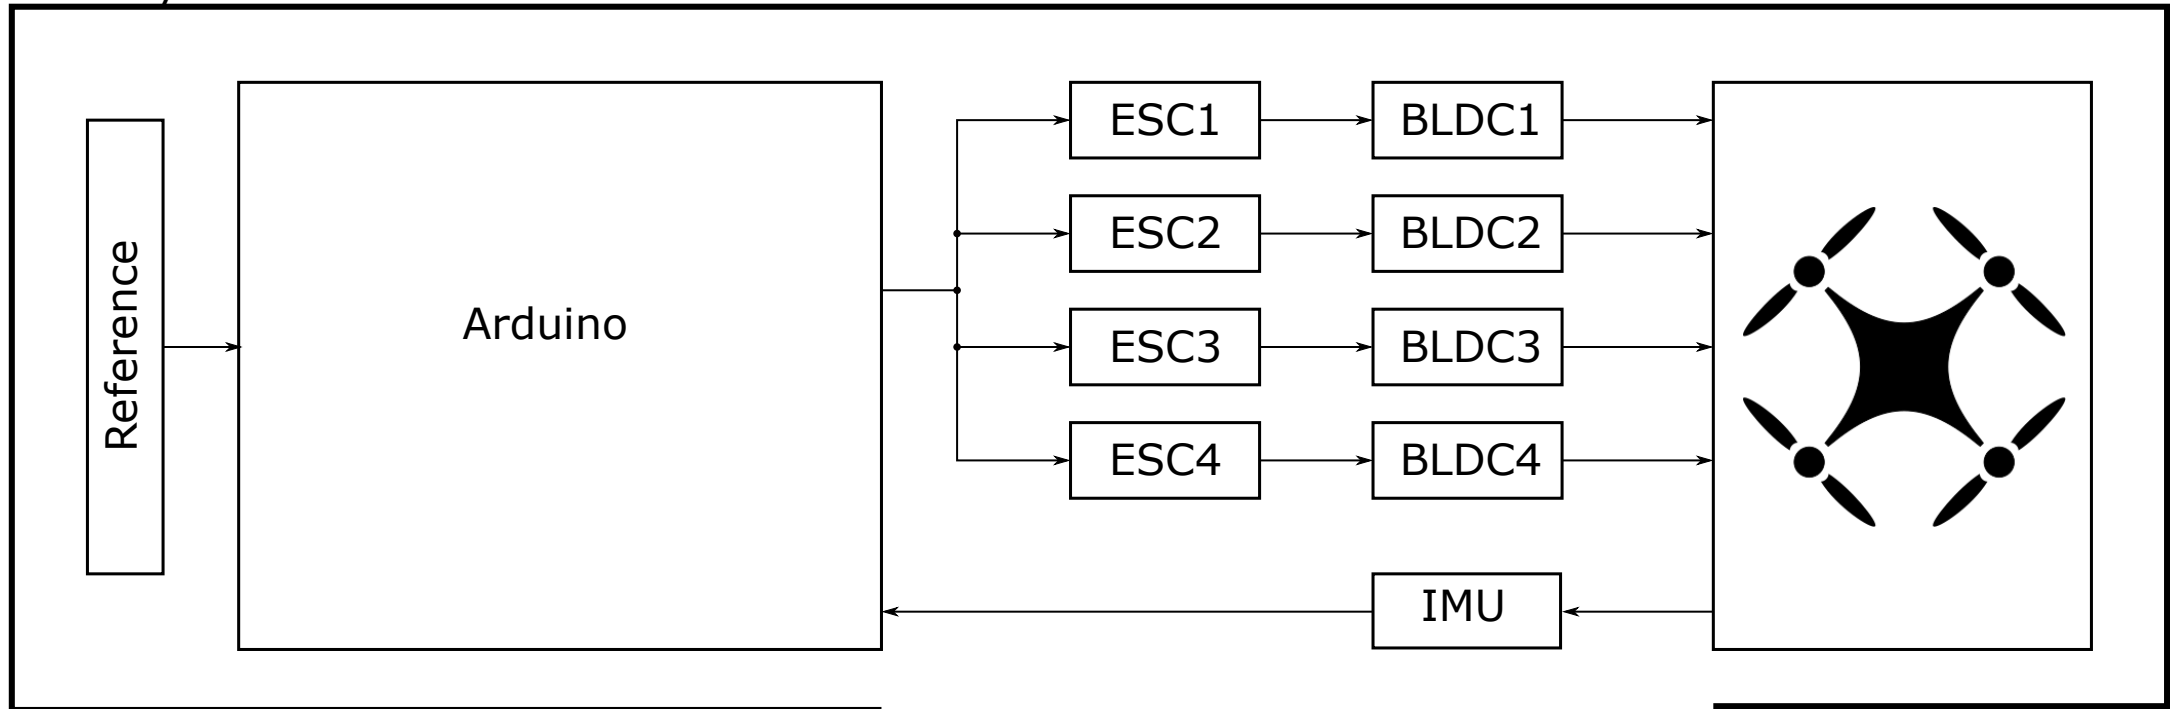 Reference
Arduino
ESC1
BLDC1
ESC2
BLDC2
ESC3
BLDC3
ESC4
BLDC4
IMU